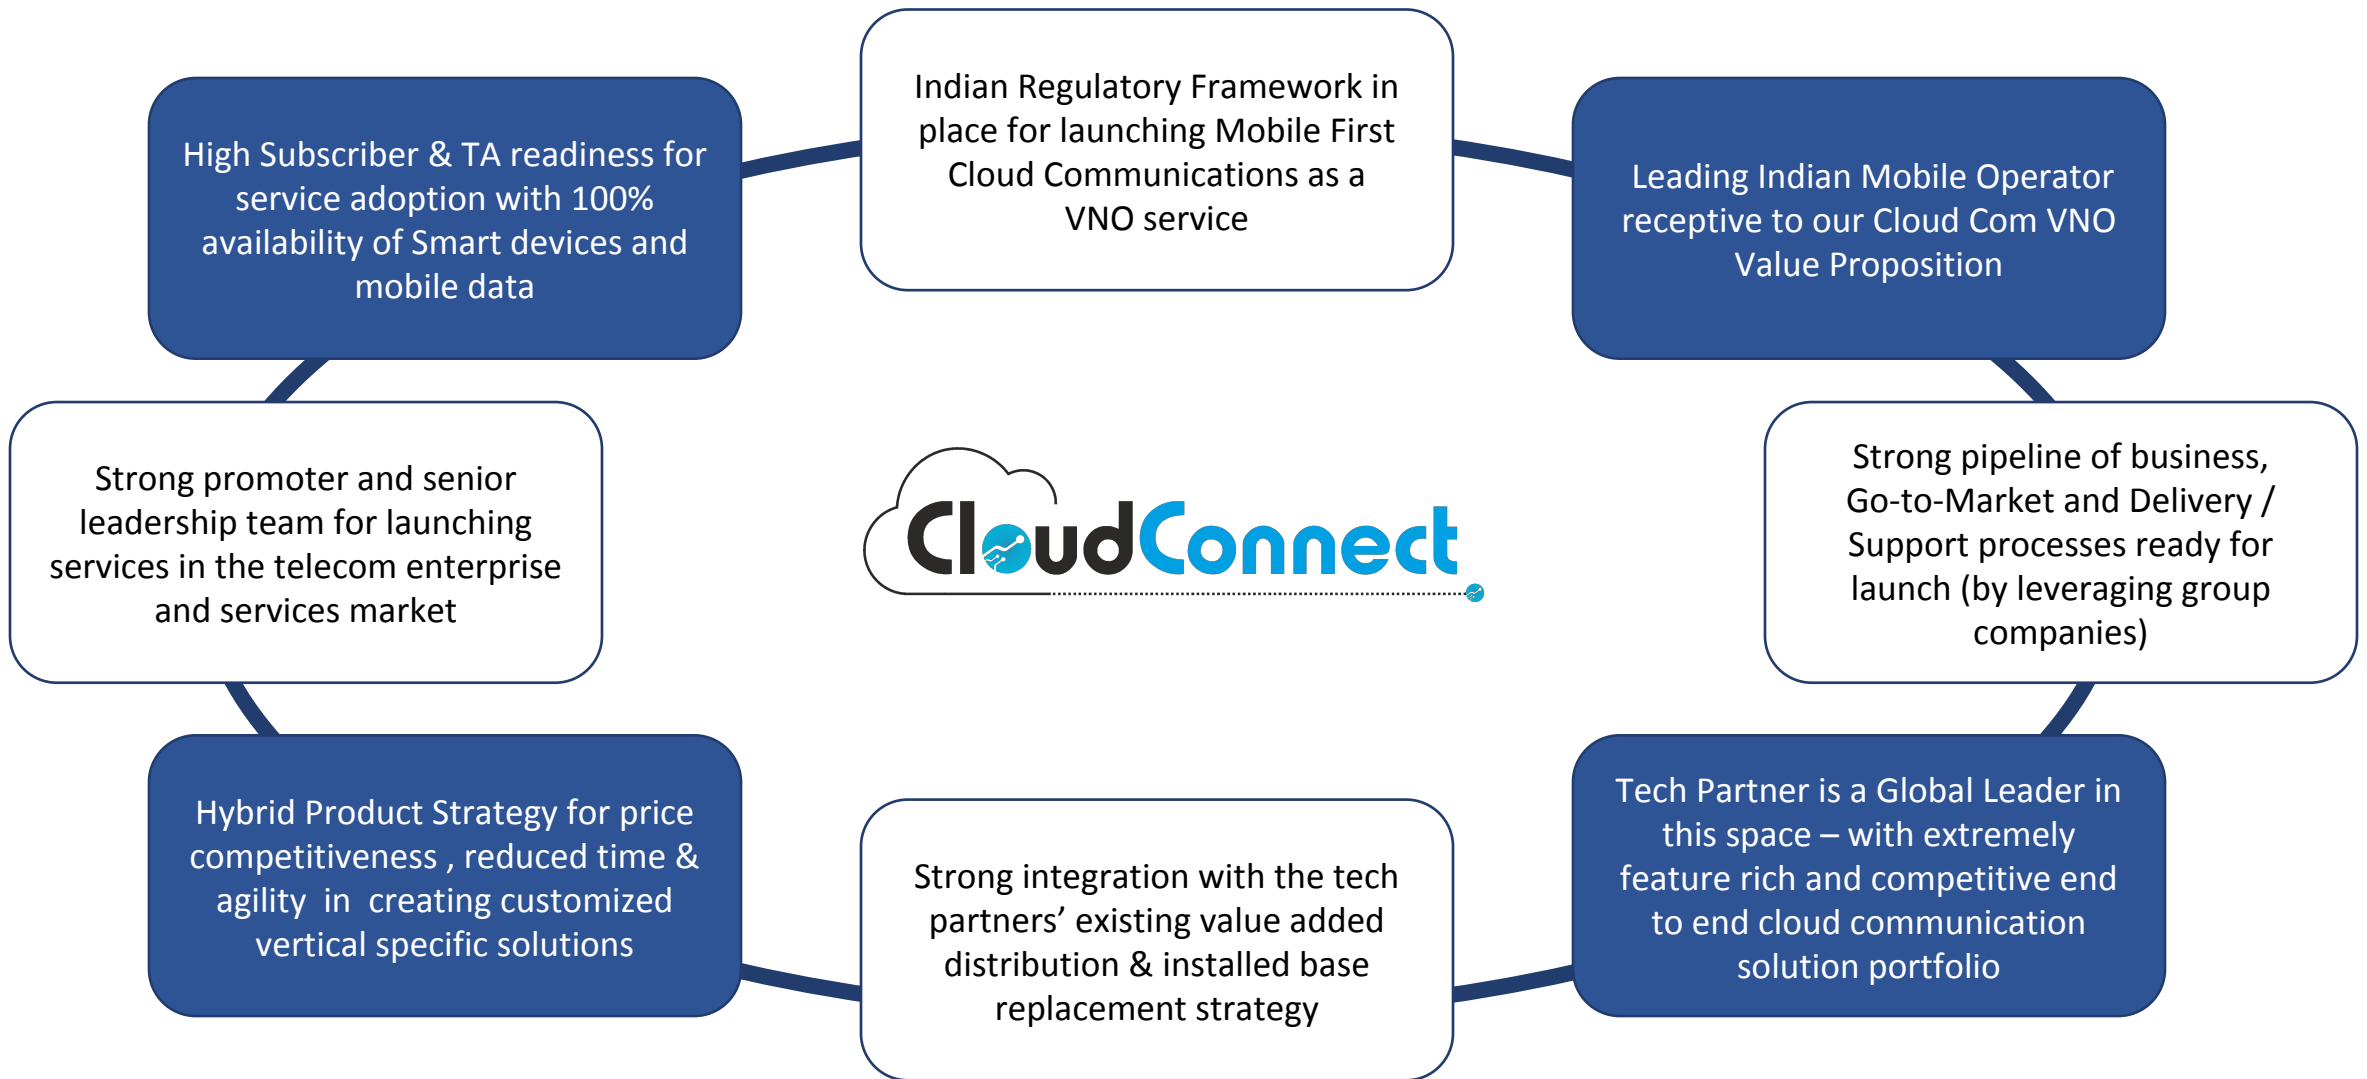 Indian Regulatory Framework in
place for launching Mobile First
Cloud Communications as a
VNO service
High Subscriber & TA readiness for
service adoption with 100%
availability of Smart devices and
mobile data
Leading Indian Mobile Operator
receptive to our Cloud Com VNO
Value Proposition
Strong promoter and senior
leadership team for launching
services in the telecom enterprise
and services market
CloudConnect
Strong pipeline of business,
Go-to-Market and Delivery /
Support processes ready for
launch (by leveraging group
companies)
Hybrid Product Strategy for price
competitiveness , reduced time &
agility  in  creating customized
vertical specific solutions
Strong integration with the tech
partners’ existing value added
distribution & installed base
replacement strategy
Tech Partner is a Global Leader in
this space – with extremely
feature rich and competitive end
to end cloud communication
solution portfolio